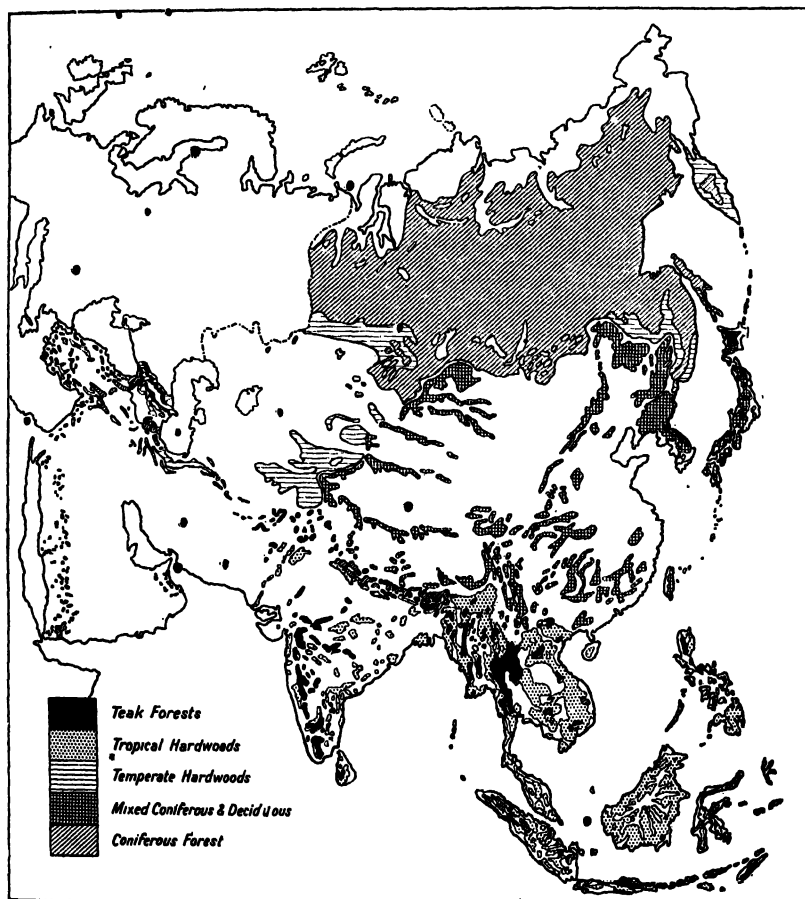 Teak Forests
Tropical Hardwoods
Temperate Hardwoods
Mixed Coniferous & Deciduous
Coniferous Forest